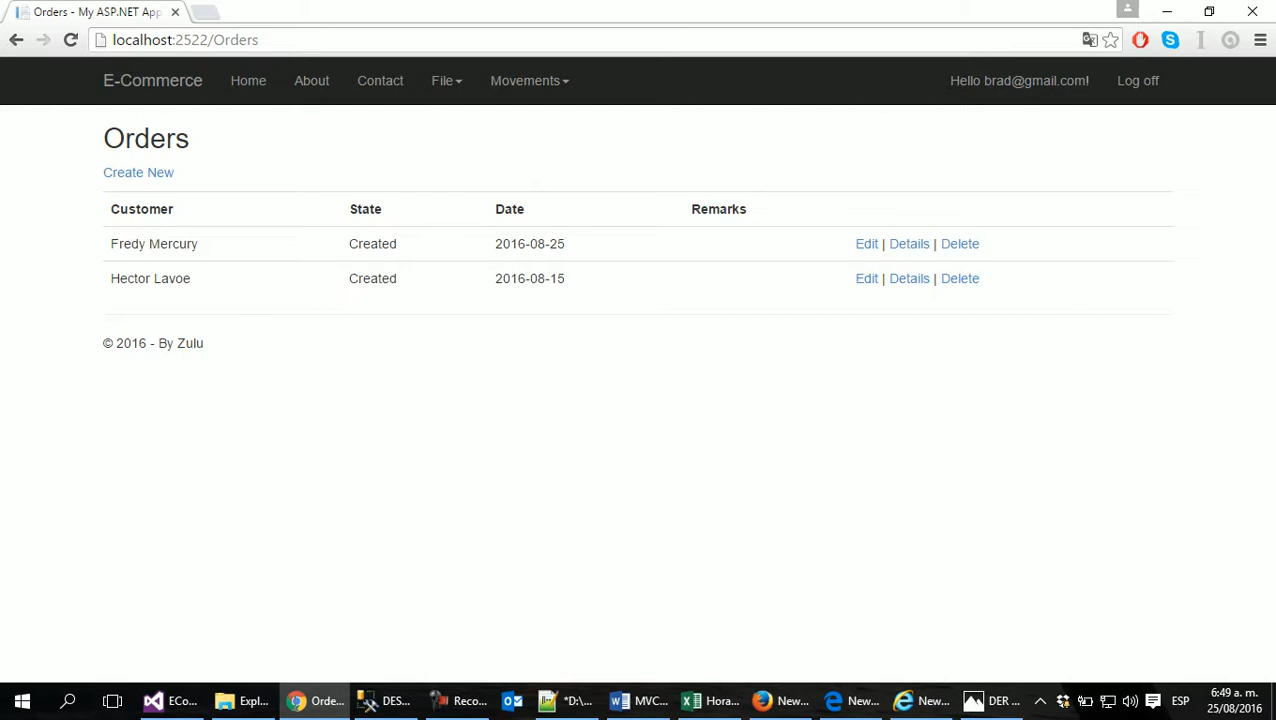 Orders - My ASP.NET App
localhost:2522/Orders
E-Commerce Home About Contact File Movements Hello brad@gmail.com! Log off
Orders
Create New
Customer State Date Remarks
Fredy Mercury Created 2016-08-25 Edit | Details | Delete
Hector Lavoe Created 2016-08-15 Edit | Details | Delete
© 2016 - By Zulu
ECo... Expl... Orde... DES... Reco... *D:\... MVC... Hora... New... New... New... DER ... ESP 6:49 a. m.
25/08/2016